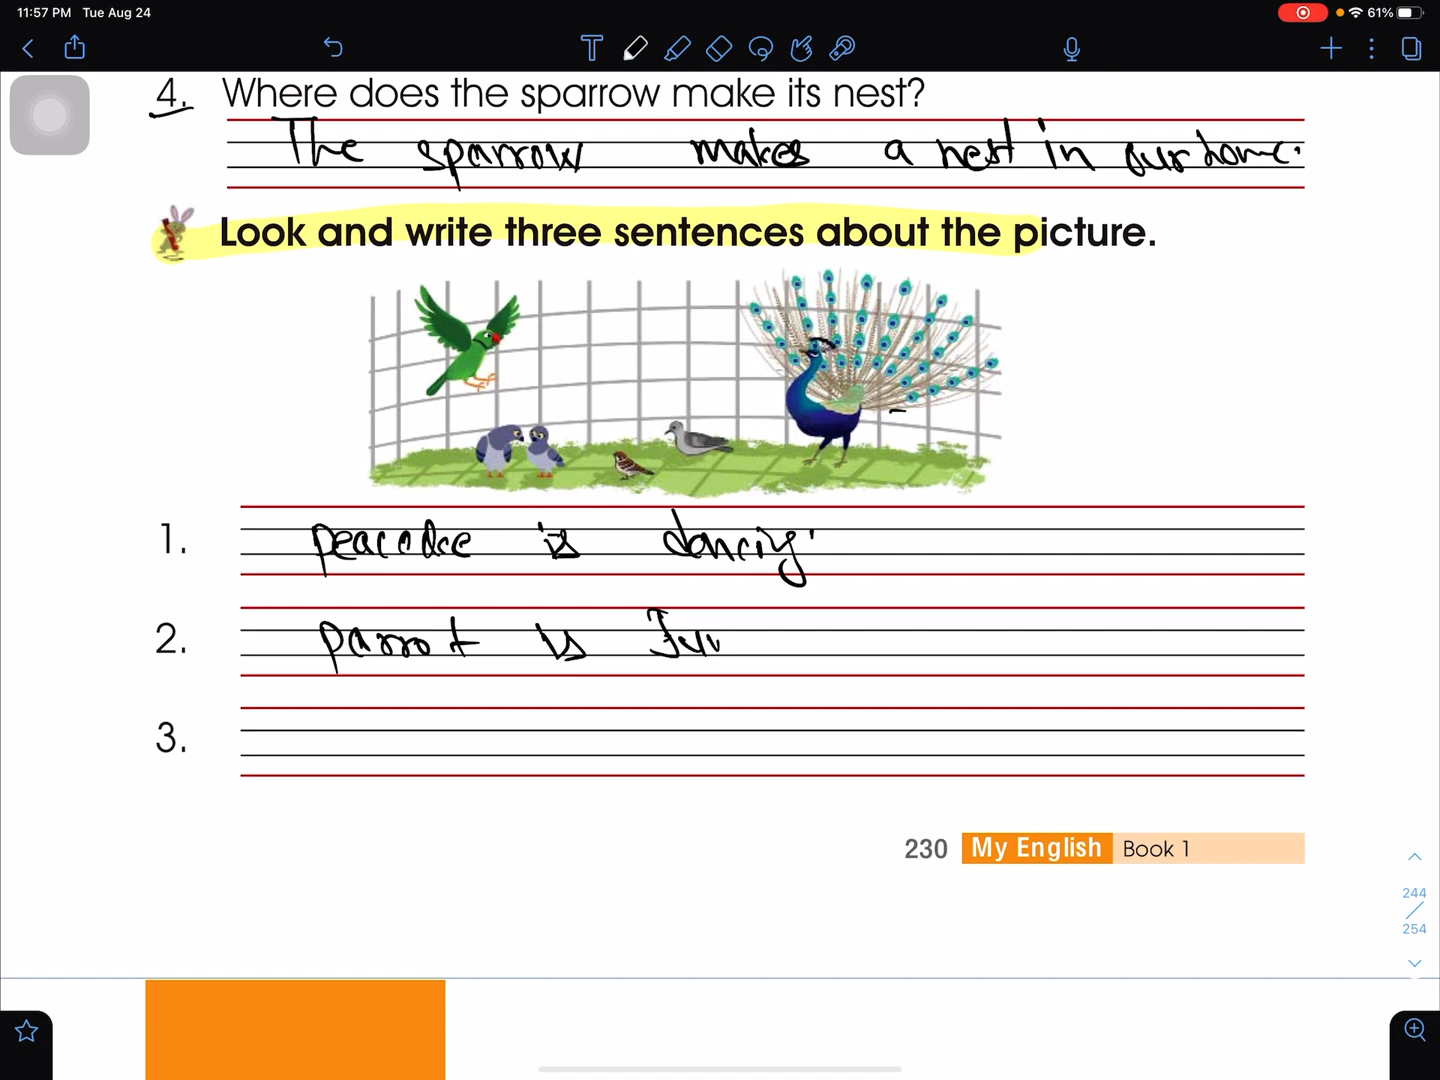 11:57 PM Tue Aug 24
61%
4. Where does the sparrow make its nest?
The sparrow makes a nest in our home.
Look and write three sentences about the picture.
1. peacocke is dancing.
2. parrot is
3.
230 My English Book 1
244
254